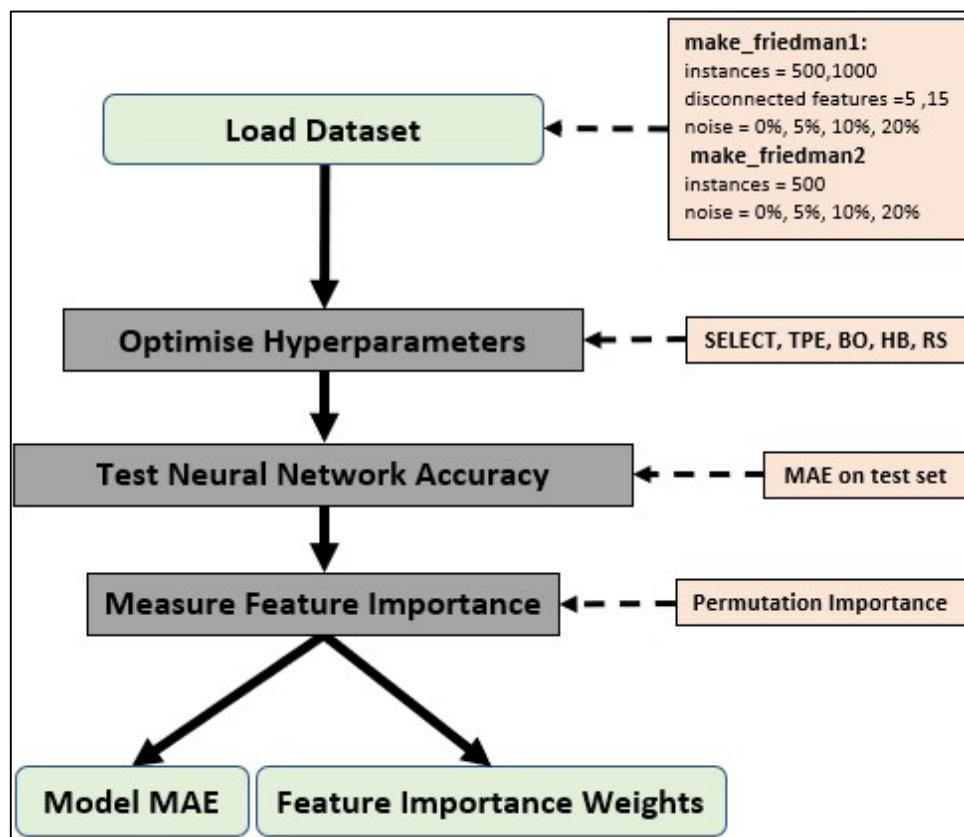 make_friedman1:
instances = 500,1000
disconnected features =5 ,15
noise = 0%, 5%, 10%, 20%
make_friedman2
instances = 500
noise = 0%, 5%, 10%, 20%
Load Dataset
Optimise Hyperparameters
SELECT, TPE, BO, HB, RS
Test Neural Network Accuracy
MAE on test set
Measure Feature Importance
Permutation Importance
Model MAE
Feature Importance Weights